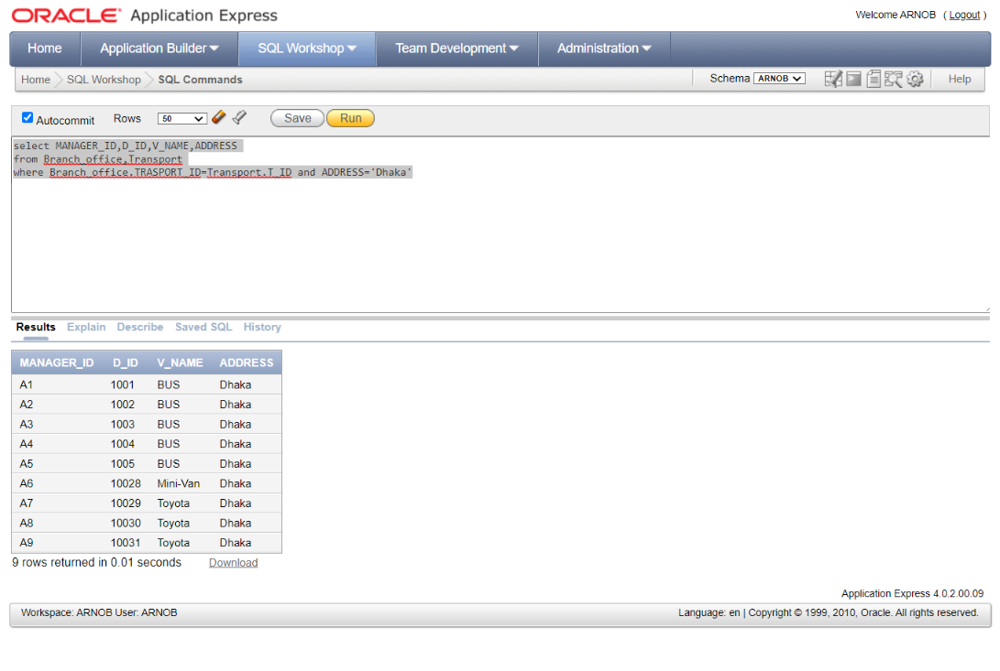 ORACLE Application Express
Welcome ARNOB ( Logout )
Home Application Builder SQL Workshop Team Development Administration
Home SQL Workshop SQL Commands Schema ARNOB Help
Autocommit Rows 50 Save Run
select MANAGER_ID,D_ID,V_NAME,ADDRESS
from Branch_office,Transport
where Branch_office.TRASPORT_ID=Transport.T_ID and ADDRESS='Dhaka'
Results Explain Describe Saved SQL History
MANAGER_ID D_ID V_NAME ADDRESS
A1 1001 BUS Dhaka
A2 1002 BUS Dhaka
A3 1003 BUS Dhaka
A4 1004 BUS Dhaka
A5 1005 BUS Dhaka
A6 10028 Mini-Van Dhaka
A7 10029 Toyota Dhaka
A8 10030 Toyota Dhaka
A9 10031 Toyota Dhaka
9 rows returned in 0.01 seconds Download
Application Express 4.0.2.00.09
Workspace: ARNOB User: ARNOB Language: en | Copyright © 1999, 2010, Oracle. All rights reserved.